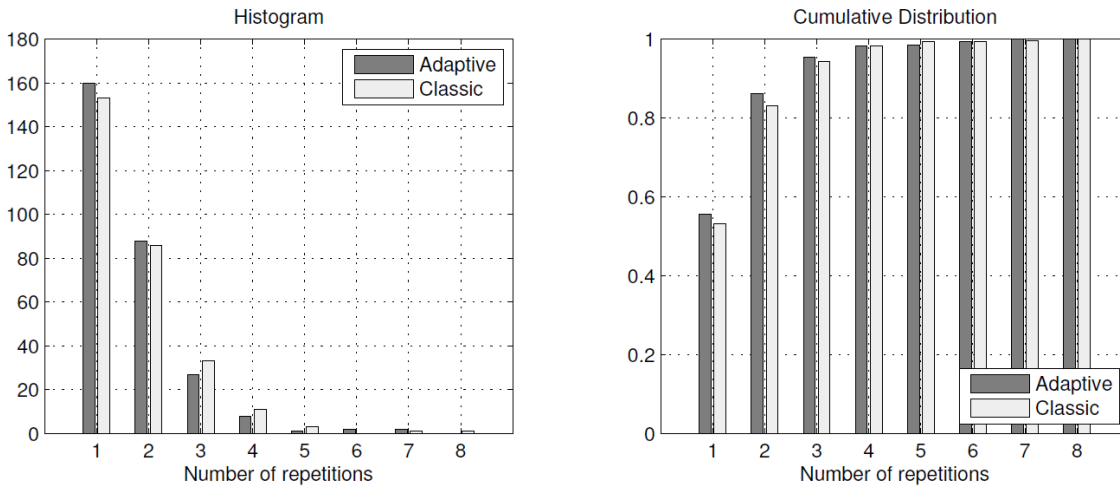 Histogram
180
160
140
120
100
80
60
40
20
0
Adaptive
Classic
1 2 3 4 5 6 7 8
Number of repetitions
Cumulative Distribution
1
0.8
0.6
0.4
0.2
0
Adaptive
Classic
1 2 3 4 5 6 7 8
Number of repetitions